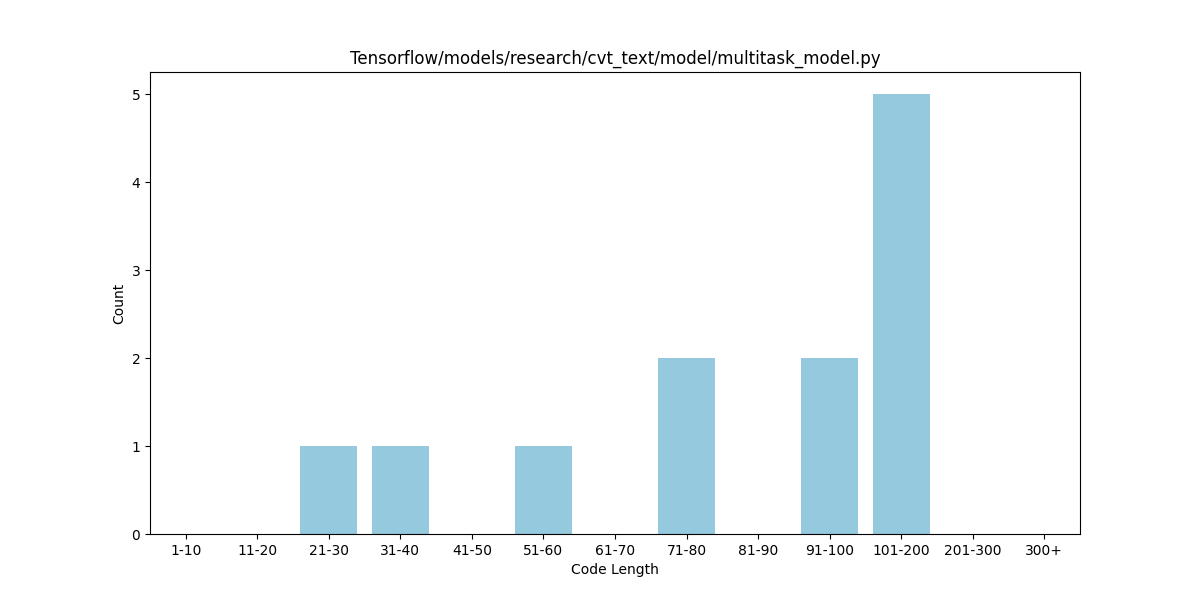 Tensorflow/models/research/cvt_text/model/multitask_model.py
5
4
3
2
1
0
Count
1-10 11-20 21-30 31-40 41-50 51-60 61-70 71-80 81-90 91-100 101-200 201-300 300+
Code Length